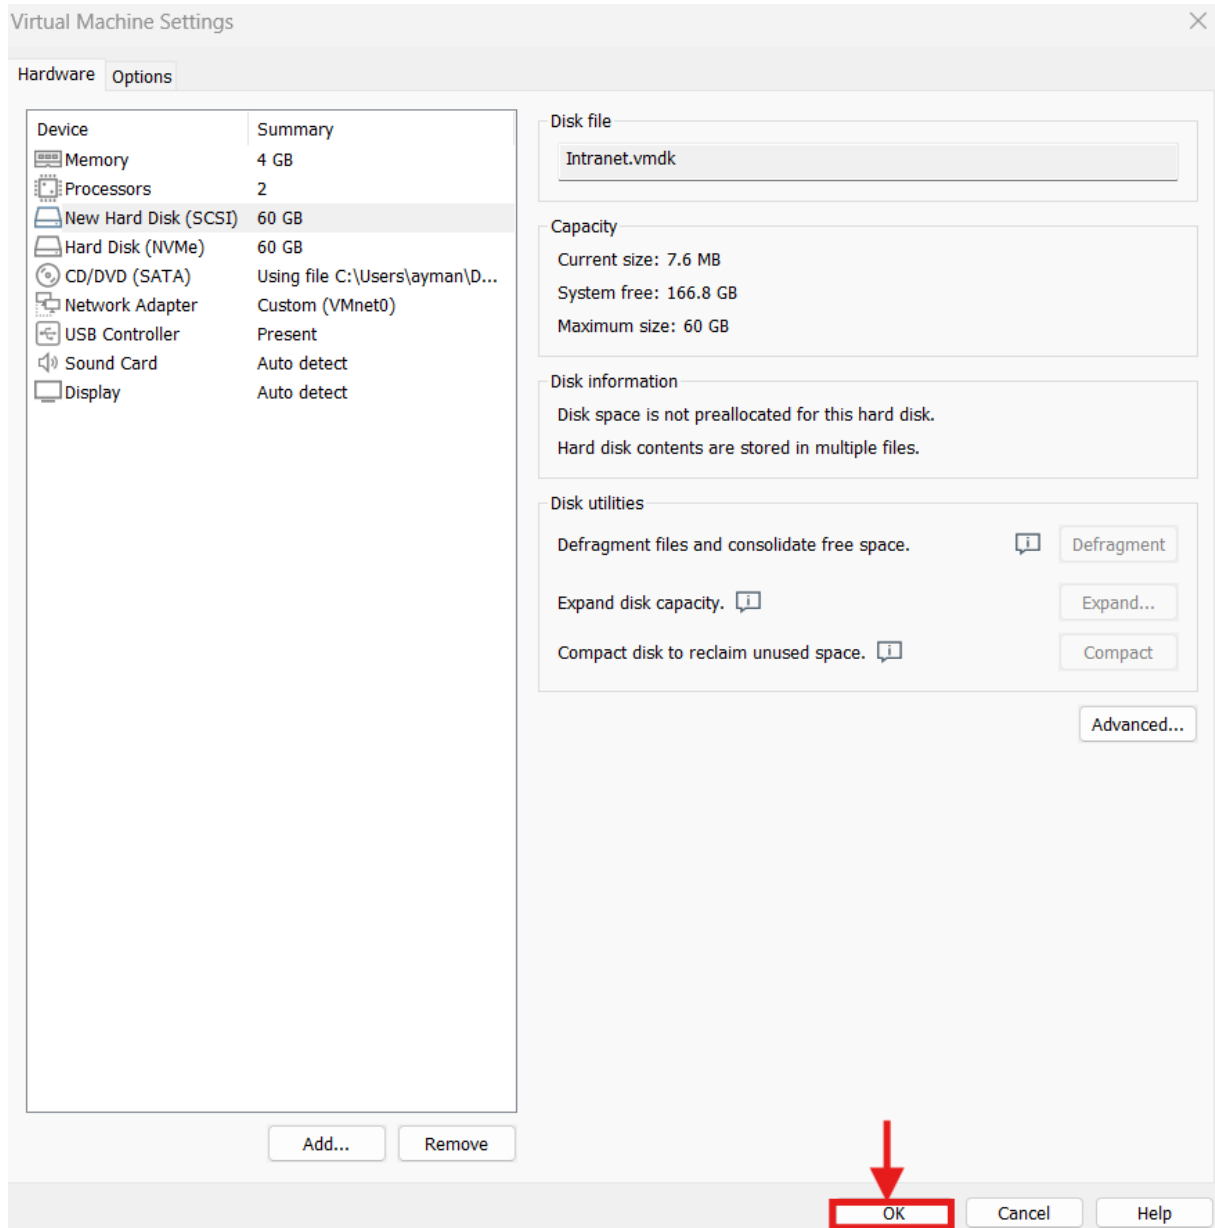 Virtual Machine Settings
Hardware Options
Device Summary
Memory 4 GB
Processors 2
New Hard Disk (SCSI) 60 GB
Hard Disk (NVMe) 60 GB
CD/DVD (SATA) Using file C:\Users\ayman\D...
Network Adapter Custom (VMnet0)
USB Controller Present
Sound Card Auto detect
Display Auto detect
Add... Remove
Disk file
Intranet.vmdk
Capacity
Current size: 7.6 MB
System free: 166.8 GB
Maximum size: 60 GB
Disk information
Disk space is not preallocated for this hard disk.
Hard disk contents are stored in multiple files.
Disk utilities
Defragment files and consolidate free space. Defragment
Expand disk capacity. Expand...
Compact disk to reclaim unused space. Compact
Advanced...
OK Cancel Help